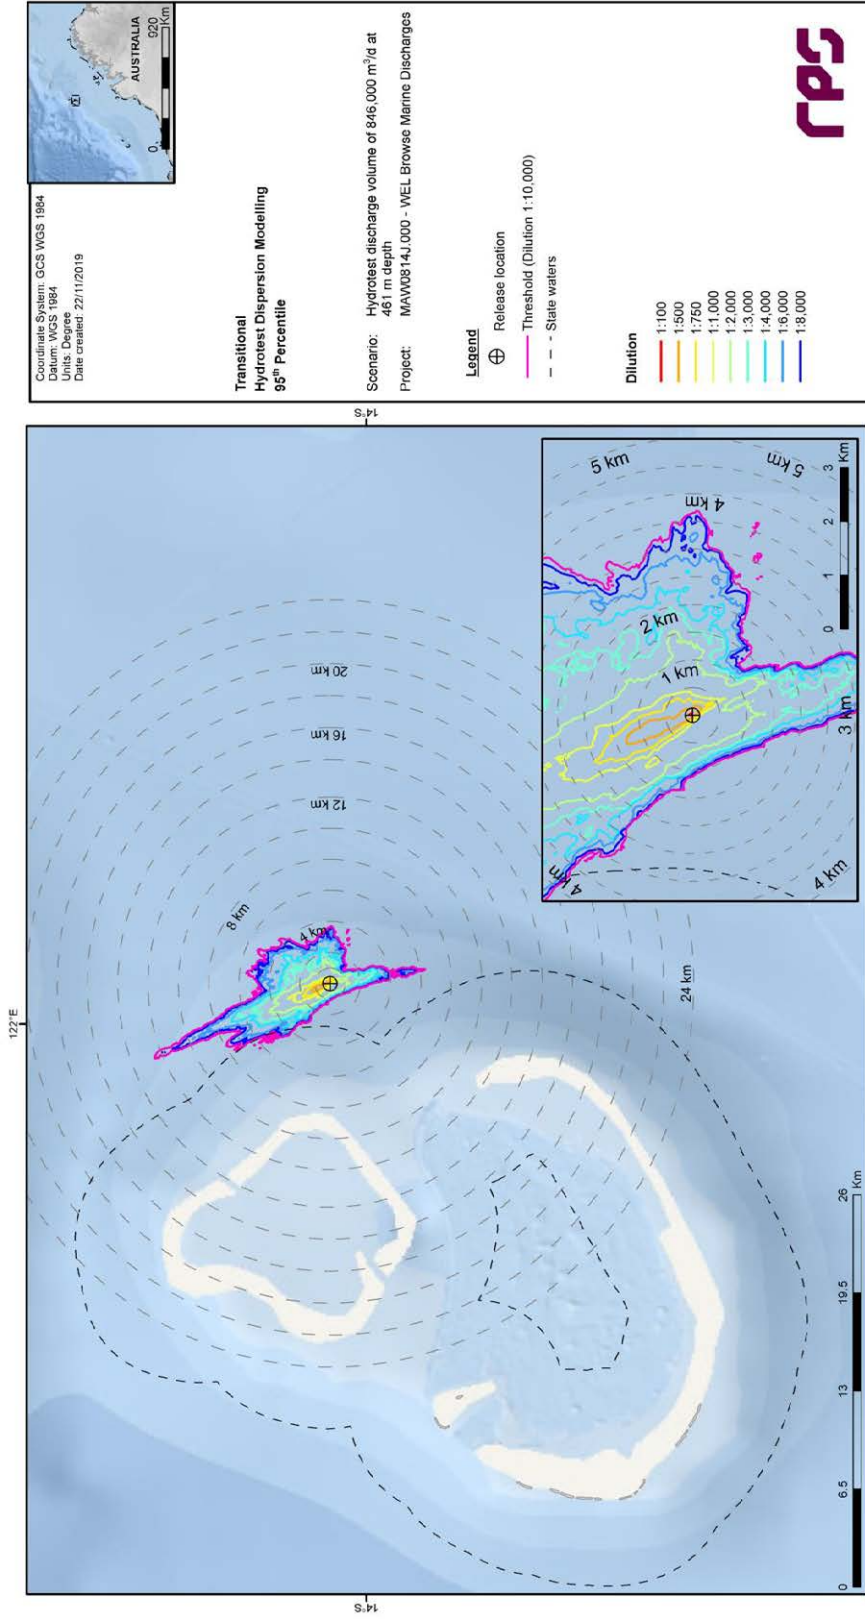 Coordinate System: GCS WGS 1984
Datum: WGS 1984
Units: Degree
Date created: 22/11/2019
AUSTRALIA
0 920
Km
Transitional
Hydrotest Dispersion Modelling
95th Percentile
Scenario: Hydrotest discharge volume of 846,000 m³/d at
461 m depth
Project: MAW0814J.000 - WEL Browse Marine Discharges
Legend
Release location
Threshold (Dilution 1:10,000)
State waters
Dilution
1:100
1:500
1:750
1:1,000
1:2,000
1:3,000
1:4,000
1:6,000
1:8,000
rps
122°E
14°S
14°S
4 km
8 km
12 km
16 km
20 km
24 km
0 6.5 13 19.5 26
Km
1 km
2 km
3 km
4 km
4 km
4 km
5 km
5 km
0 1 2 3
Km